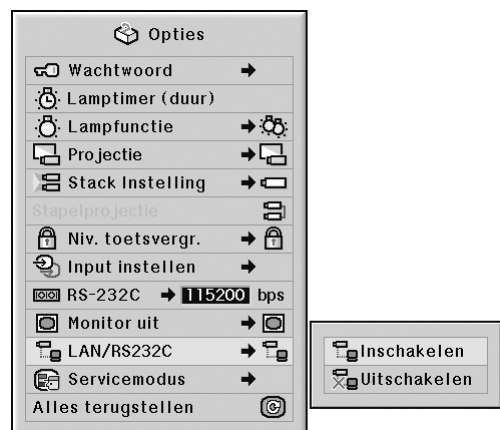 Opties
Wachtwoord
Lamptimer (duur)
Lampfunctie
Projectie
Stack Instelling
Stapelprojectie
Niv. toetsvergr.
Input instellen
RS-232C 115200 bps
Monitor uit
LAN/RS232C
Inschakelen
Servicemodus
Uitschakelen
Alles terugstellen